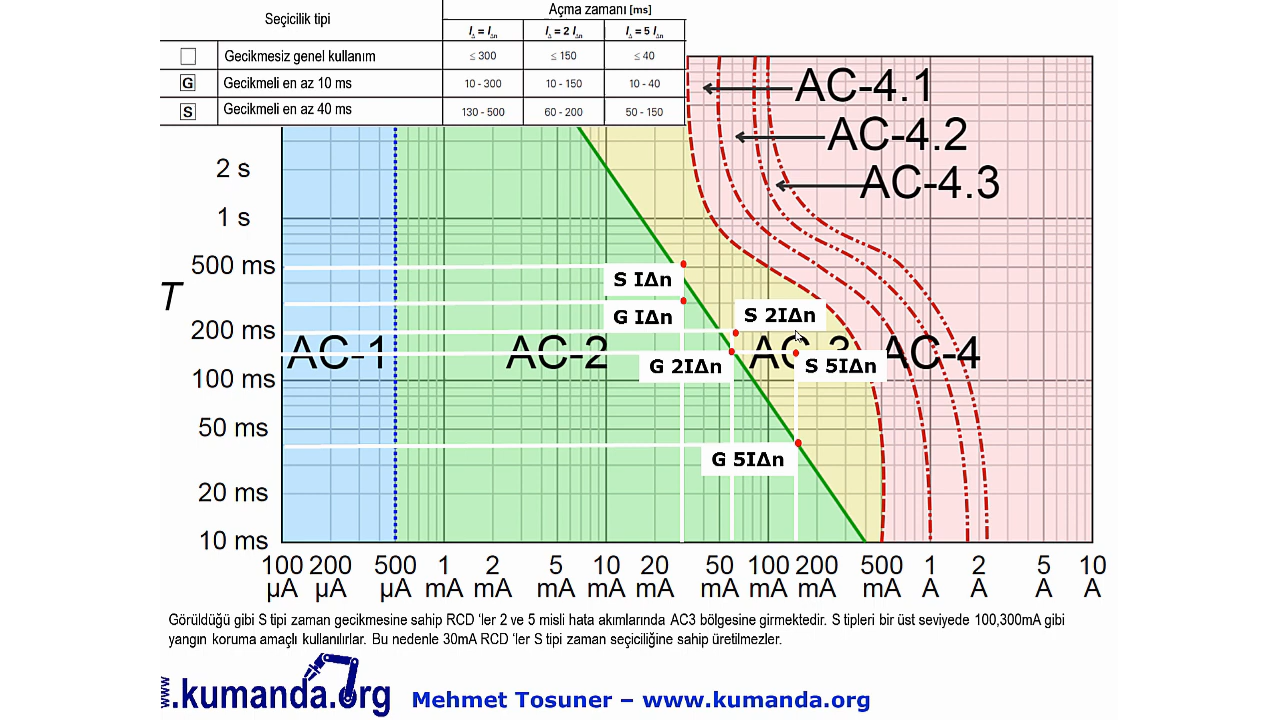 Seçicilik tipi
Açma zamanı [ms]
IΔ = IΔn
IΔ = 2 IΔn
IΔ = 5 IΔn
Gecikmesiz genel kullanım
≤ 300
≤ 150
≤ 40
G
Gecikmeli en az 10 ms
10 - 300
10 - 150
10 - 40
S
Gecikmeli en az 40 ms
130 - 500
60 - 200
50 - 150
AC-4.1
AC-4.2
AC-4.3
2 s
1 s
500 ms
T
200 ms
100 ms
50 ms
20 ms
10 ms
S IΔn
G IΔn
S 2IΔn
AC-1
AC-2
AC-3
AC-4
G 2IΔn
S 5IΔn
G 5IΔn
100 200 500 1 2 5 10 20 50 100 200 500 1 2 5 10
µA µA µA mA mA mA mA mA mA mA mA mA A A A A
Görüldüğü gibi S tipi zaman gecikmesine sahip RCD 'ler 2 ve 5 misli hata akımlarında AC3 bölgesine girmektedir. S tipleri bir üst seviyede 100,300mA gibi
yangın koruma amaçlı kullanılırlar. Bu nedenle 30mA RCD 'ler S tipi zaman seçiciliğine sahip üretilmezler.
www.kumanda.org
Mehmet Tosuner – www.kumanda.org